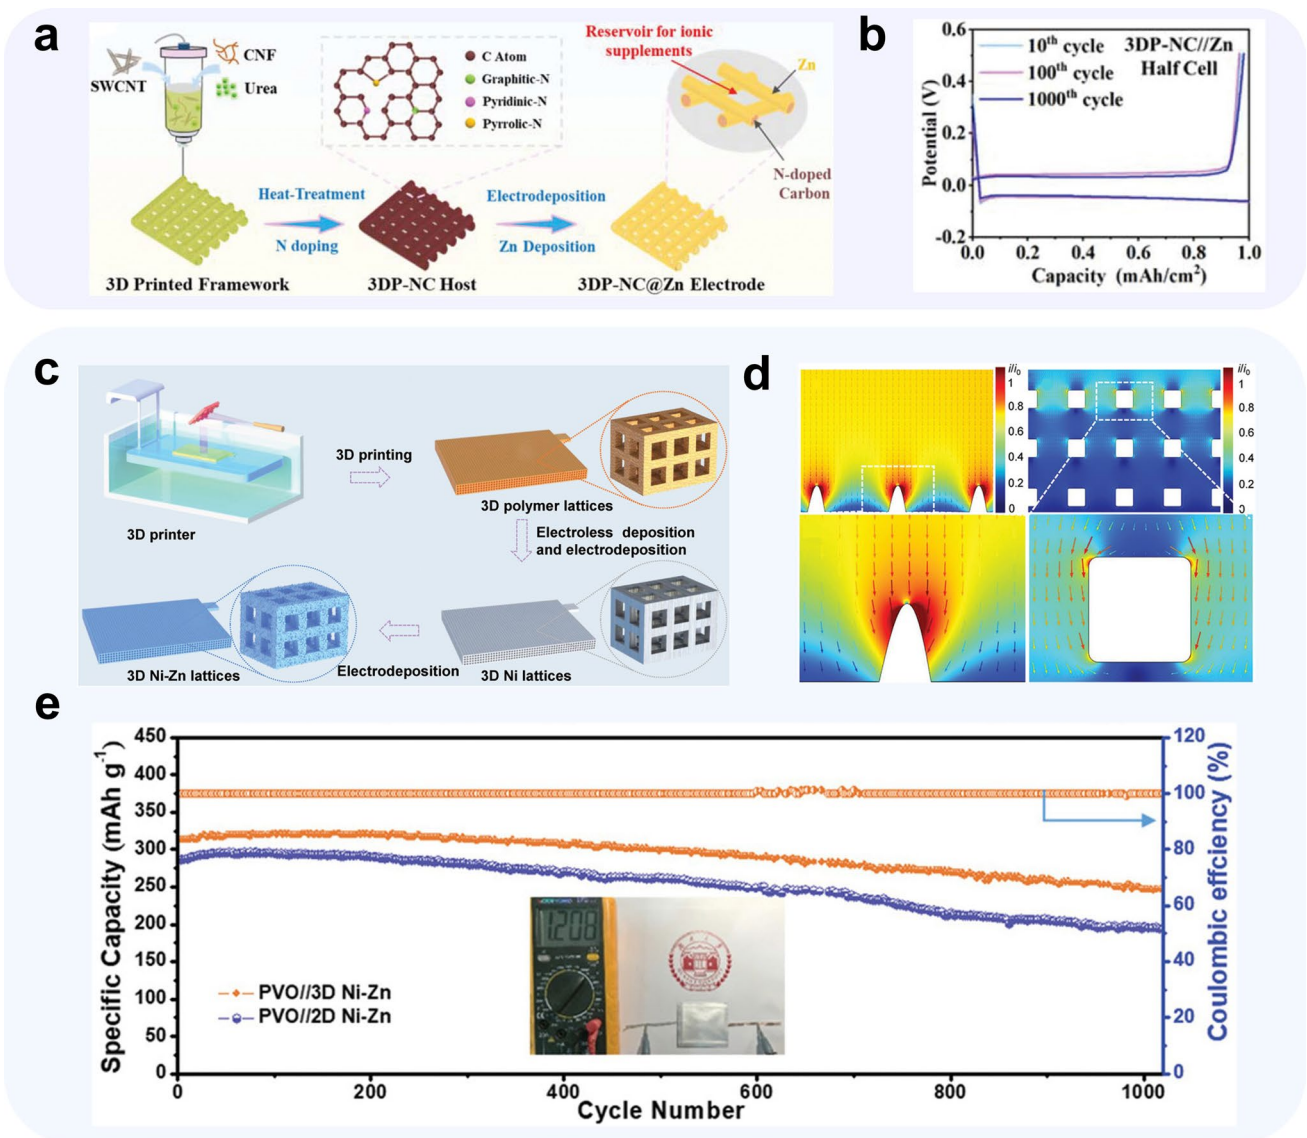 a
SWCNT
CNF
Urea
C Atom
Graphitic-N
Pyridinic-N
Pyrrolic-N
Reservoir for ionic
supplements
Zn
N-doped
Carbon
Heat-Treatment
N doping
Electrodeposition
Zn Deposition
3D Printed Framework
3DP-NC Host
3DP-NC@Zn Electrode
b
10th cycle
100th cycle
1000th cycle
3DP-NC//Zn
Half Cell
Potential (V)
0.6
0.4
0.2
0.0
-0.2
0.0 0.2 0.4 0.6 0.8 1.0
Capacity (mAh/cm2)
c
3D printer
3D printing
3D polymer lattices
Electroless deposition
and electrodeposition
3D Ni lattices
Electrodeposition
3D Ni-Zn lattices
d
i/i0
1
0.8
0.6
0.4
0.2
0
i/i0
1
0.8
0.6
0.4
0.2
0
e
Specific Capacity (mAh g-1)
450
400
350
300
250
200
150
100
50
0
PVO//3D Ni-Zn
PVO//2D Ni-Zn
1.208
0 200 400 600 800 1000
Cycle Number
120
100
80
60
40
20
0
Coulombic effciency (%)